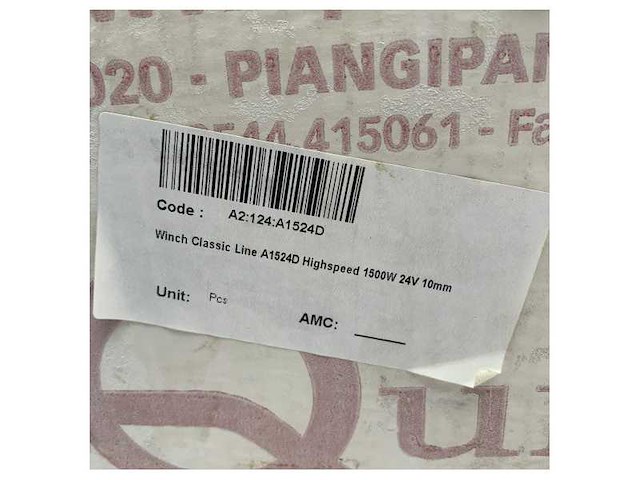 020 - PIANGIPAN
0544 415061 - Fa
Code : A2:124:A1524D
Winch Classic Line A1524D Highspeed 1500W 24V 10mm
Unit: Pcs
AMC:
Qui